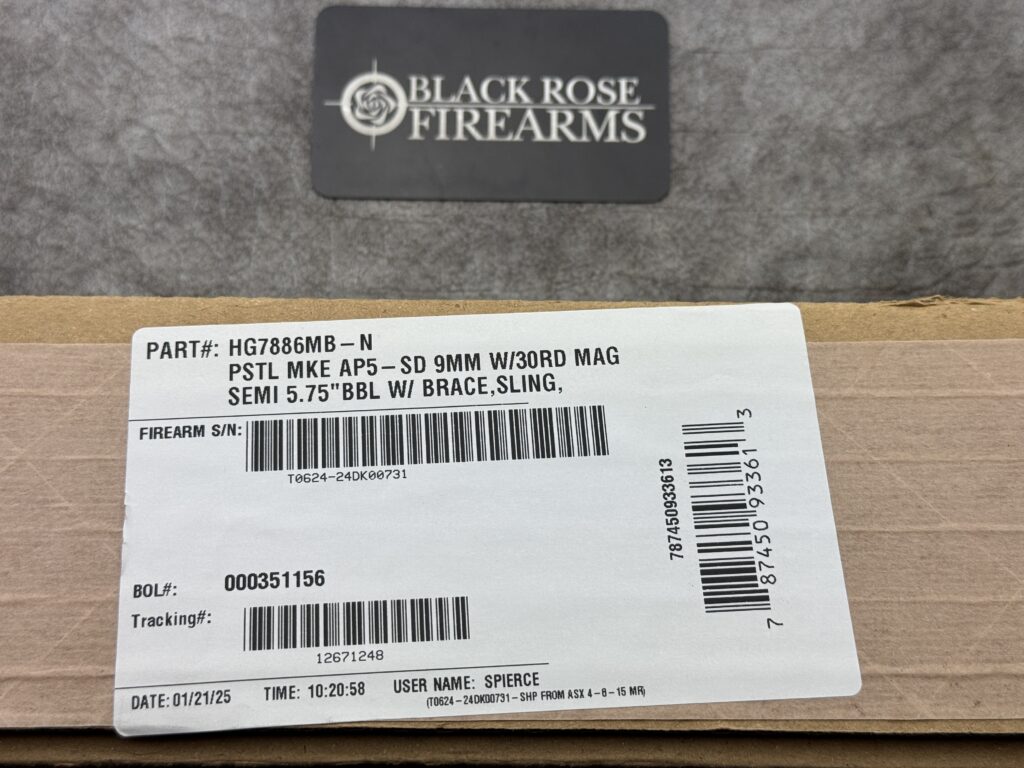 BLACK ROSE
FIREARMS
PART#: HG7886MB-N
PSTL MKE AP5-SD 9MM W/30RD MAG
SEMI 5.75"BBL W/ BRACE,SLING,
FIREARM S/N:
T0624-24DK00731
787450933613
7 87450 93361 3
BOL#: 000351156
Tracking#:
12671248
DATE: 01/21/25 TIME: 10:20:58 USER NAME: SPIERCE
(T0624-24DK00731-SHP FROM ASX 4-8-15 MR)